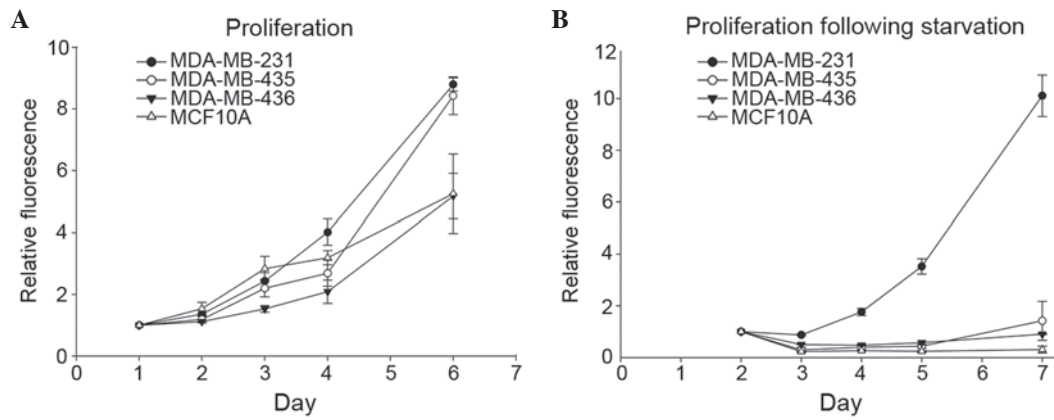 A
Proliferation
10
8
6
4
2
0
MDA-MB-231
MDA-MB-435
MDA-MB-436
MCF10A
Relative fluorescence
0 1 2 3 4 5 6 7
Day
B
Proliferation following starvation
12
10
8
6
4
2
0
MDA-MB-231
MDA-MB-435
MDA-MB-436
MCF10A
Relative fluorescence
0 1 2 3 4 5 6 7
Day